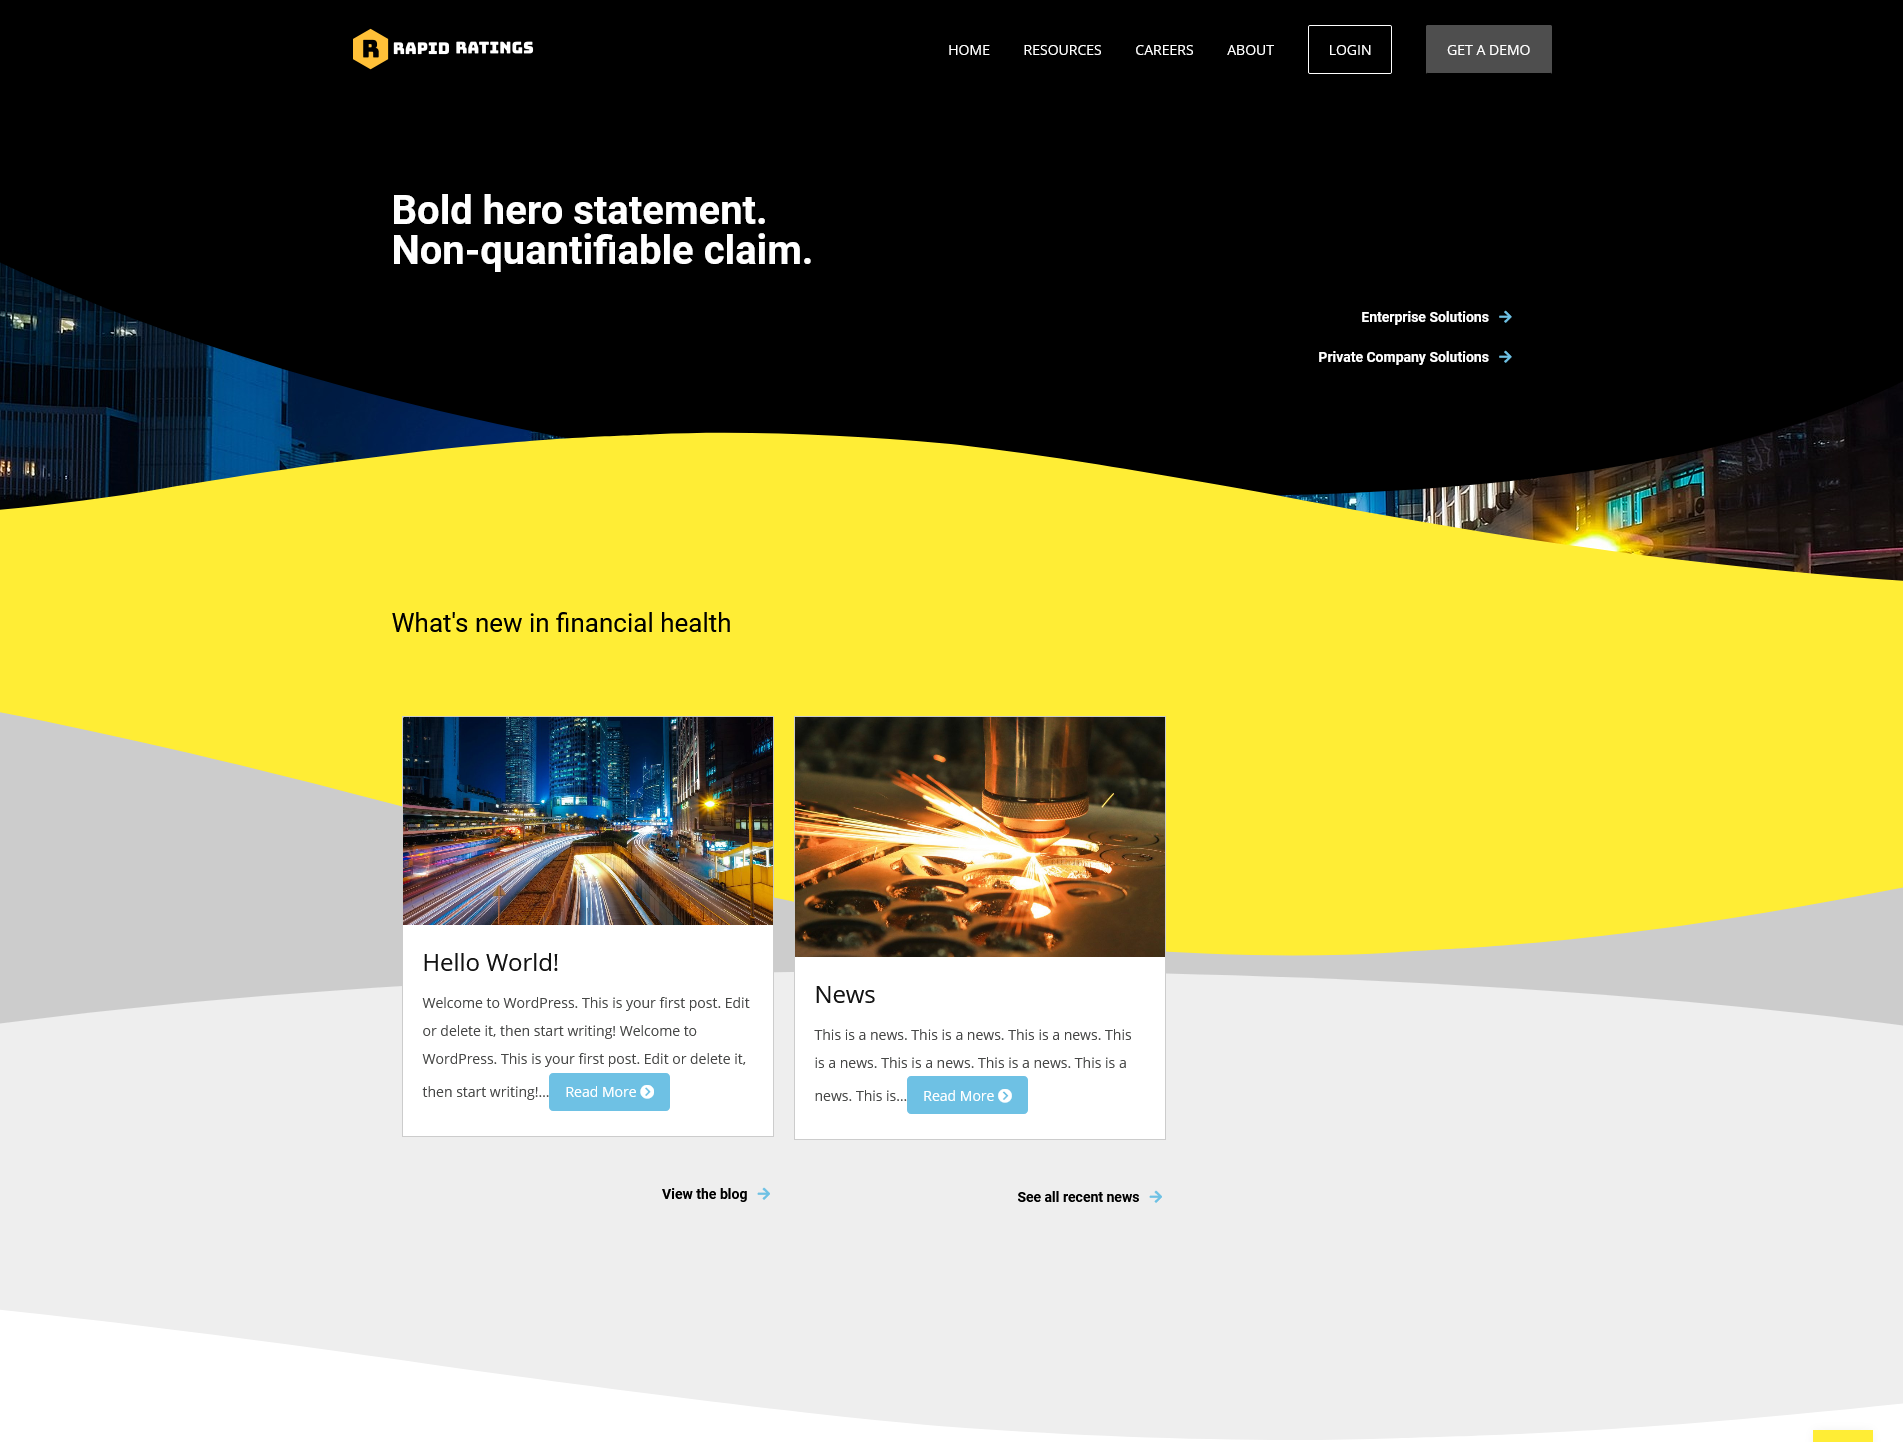 RAPID RATINGS
HOME RESOURCES CAREERS ABOUT LOGIN GET A DEMO
Bold hero statement.
Non-quantifiable claim.
Enterprise Solutions
Private Company Solutions
What's new in financial health
Hello World!
Welcome to WordPress. This is your first post. Edit
or delete it, then start writing! Welcome to
WordPress. This is your first post. Edit or delete it,
then start writing!... Read More
View the blog
News
This is a news. This is a news. This is a news. This
is a news. This is a news. This is a news. This is a
news. This is... Read More
See all recent news